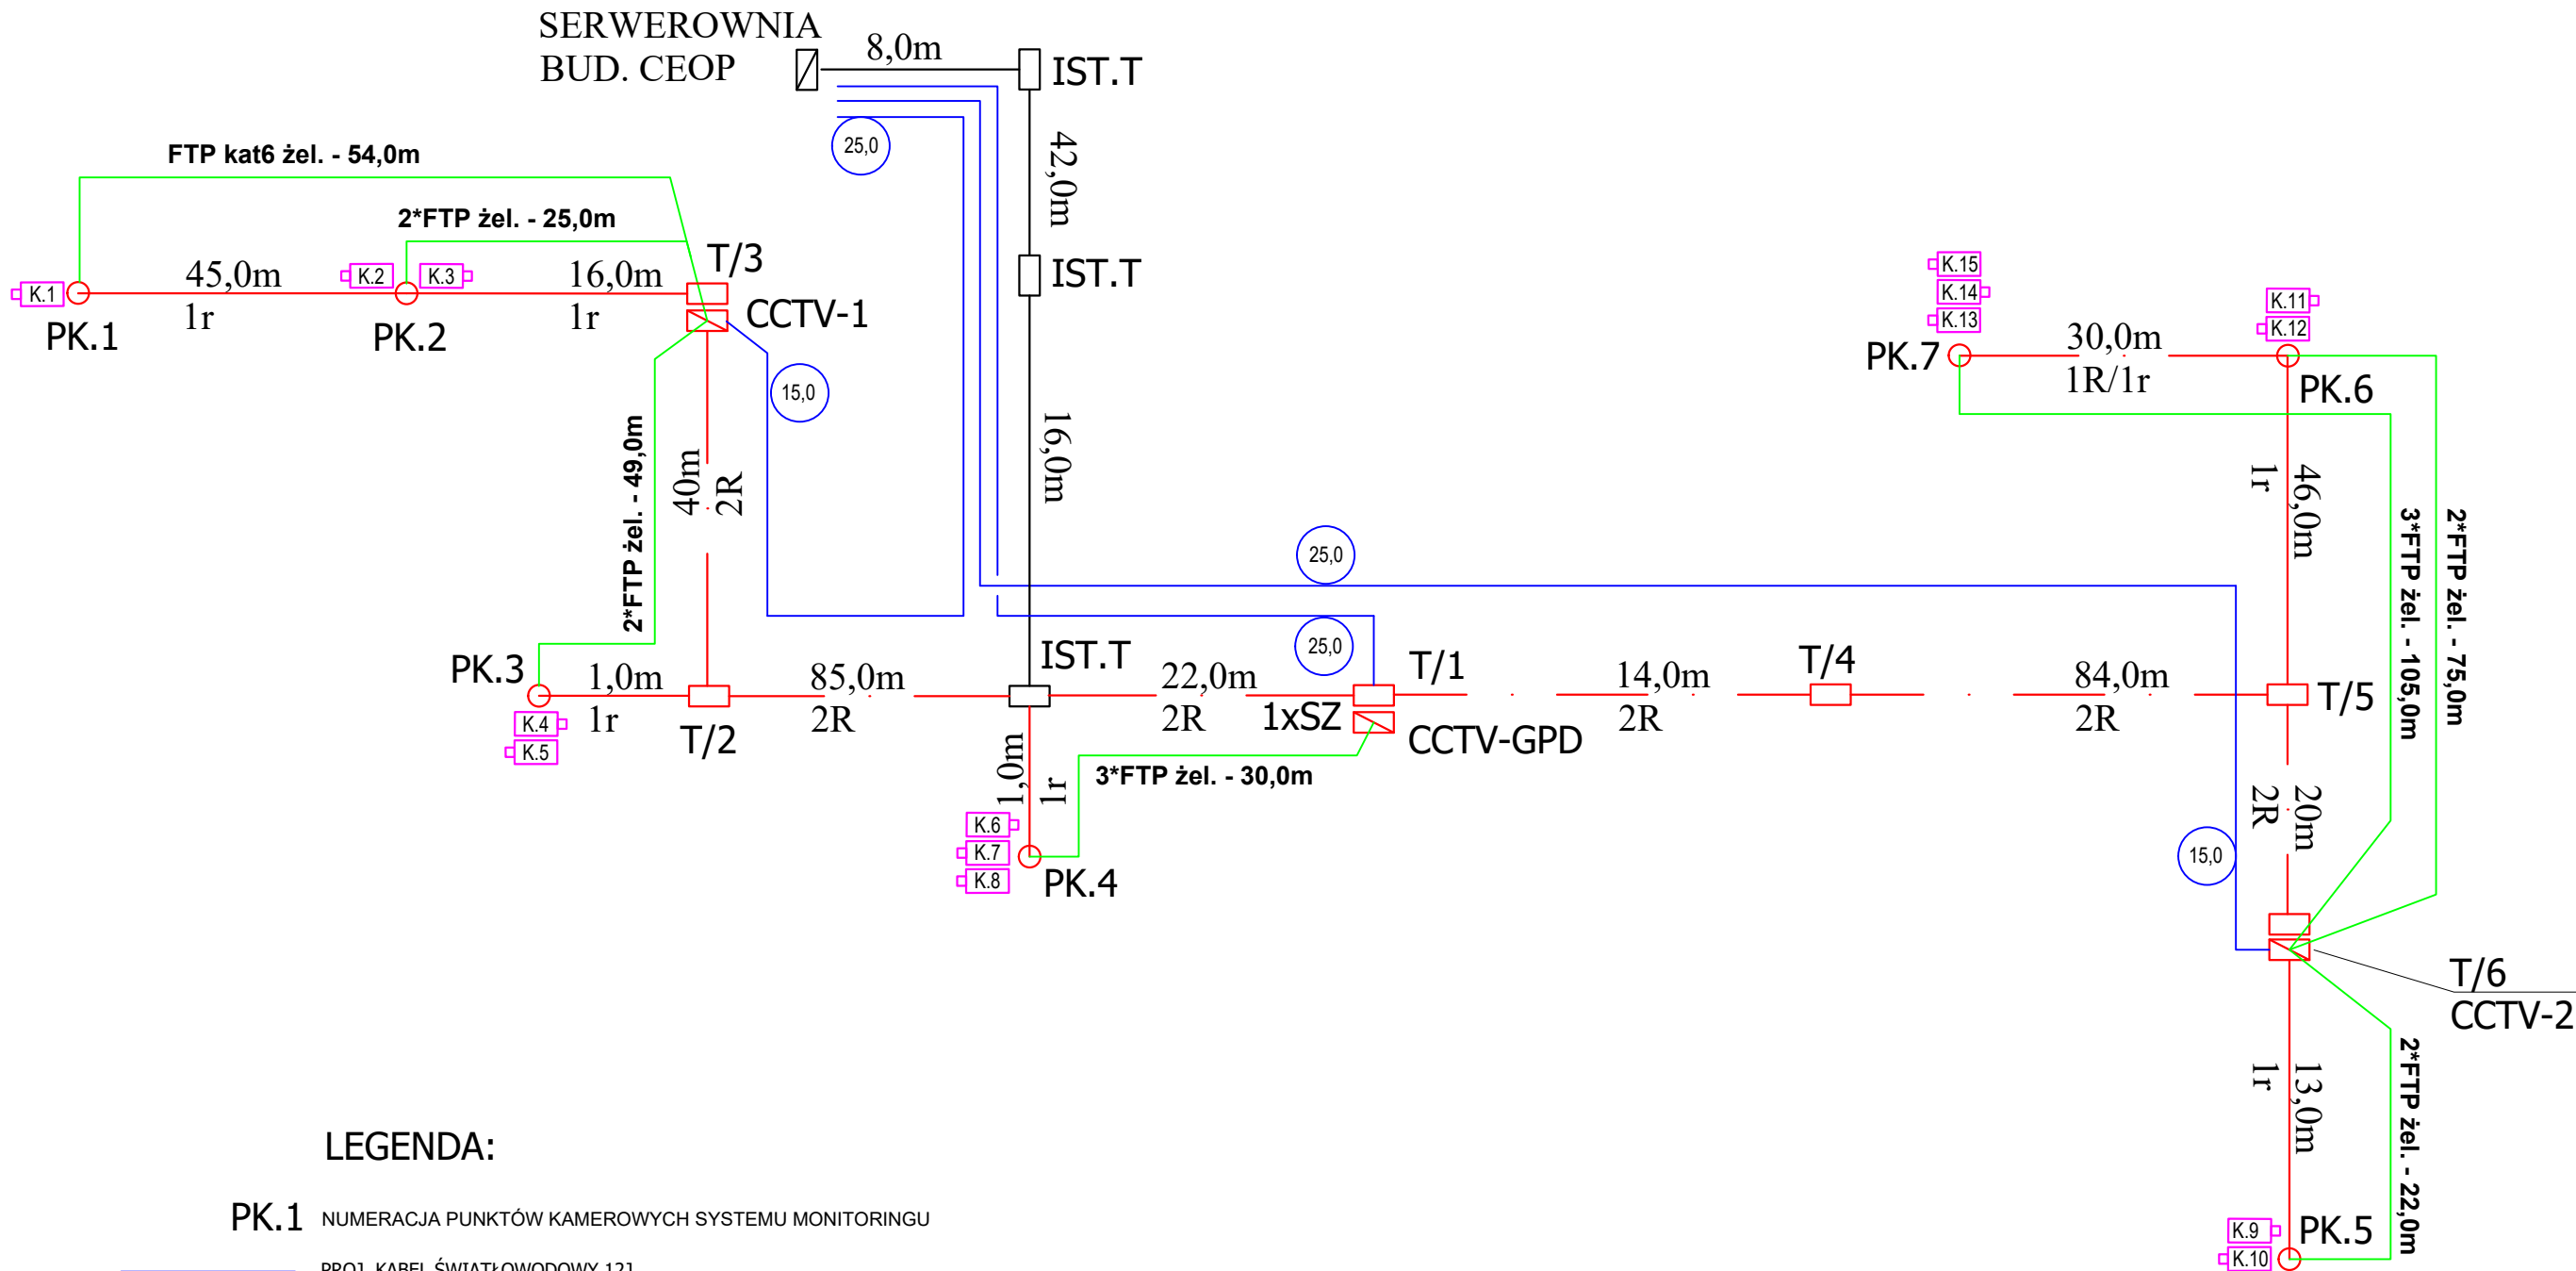 SERWEROWNIA
BUD. CEOP
8,0m
IST.T
25,0
42,0m
FTP kat6 żel. - 54,0m
2*FTP żel. - 25,0m
T/3
IST.T
K.1
45,0m
K.2
K.3
16,0m
1r
1r
PK.1
PK.2
CCTV-1
15,0
K.15
K.14
K.13
K.11
K.12
PK.7
30,0m
1R/1r
PK.6
2*FTP żel. - 49,0m
40m
2R
16,0m
1r
46,0m
3*FTP żel. - 105,0m
2*FTP żel. - 75,0m
25,0
25,0
PK.3
1,0m
1r
K.4
K.5
T/2
85,0m
2R
IST.T
22,0m
2R
1xSZ
T/1
CCTV-GPD
14,0m
2R
T/4
84,0m
2R
T/5
1,0m
1r
3*FTP żel. - 30,0m
K.6
K.7
K.8
PK.4
2R
20m
15,0
T/6
CCTV-2
1r
13,0m
2*FTP żel. - 22,0m
K.9
K.10
PK.5
LEGENDA:
PK.1 NUMERACJA PUNKTÓW KAMEROWYCH SYSTEMU MONITORINGU
PROJ. KABEL ŚWIATŁOWODOWY 12J